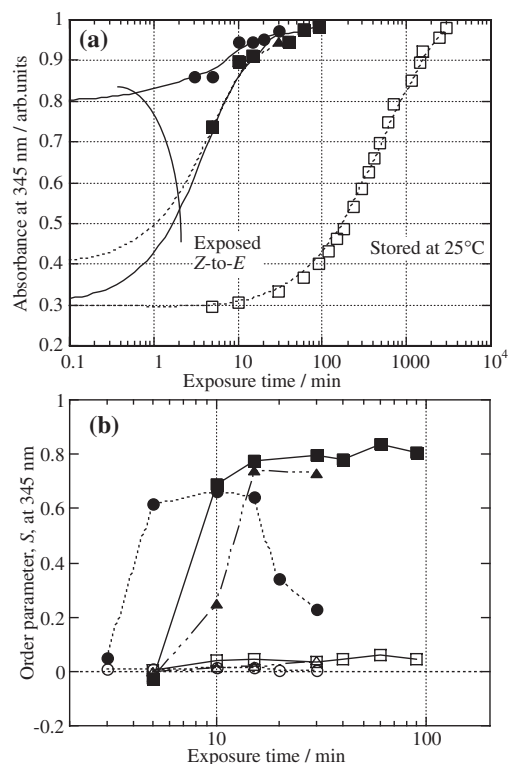 (a)
1
0.9
0.8
0.7
0.6
0.5
0.4
0.3
0.2
Absorbance at 345 nm / arb.units
Exposed
Z-to-E
Stored at 25°C
0.1 1 10 100 1000 10⁴
Exposure time / min
(b)
1
0.8
0.6
0.4
0.2
0
-0.2
Order parameter, S, at 345 nm
10 100
Exposure time / min